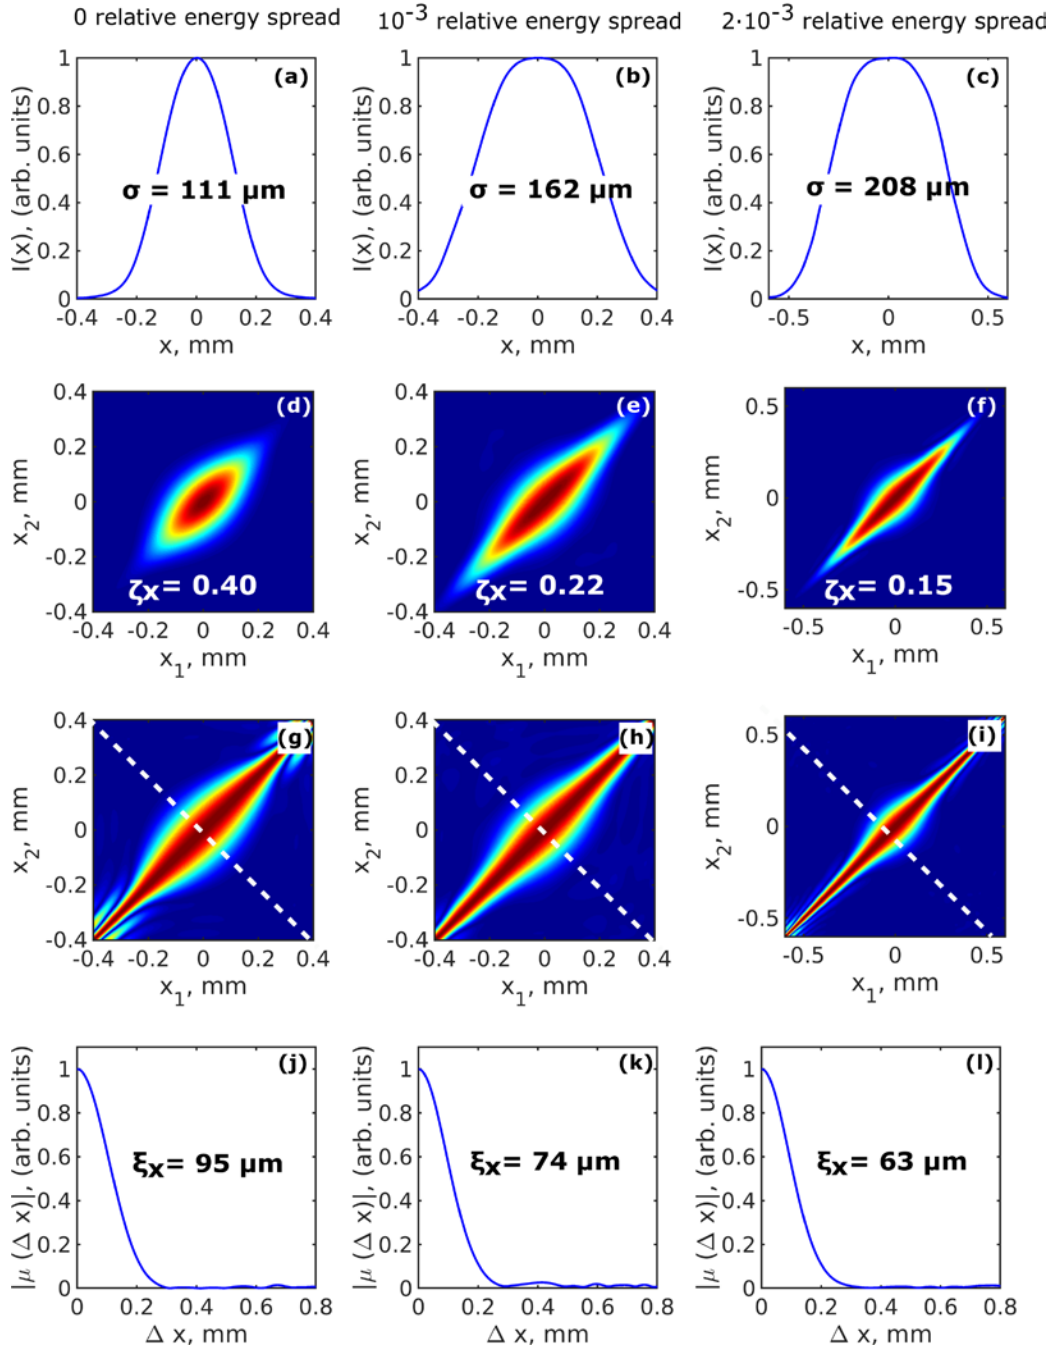 0 relative energy spread
10⁻³ relative energy spread
2·10⁻³ relative energy spread
(a)
I(x), (arb. units)
1
0.8
0.6
0.4
0.2
0
σ = 111 µm
-0.4 -0.2 0 0.2 0.4
x, mm
(b)
I(x), (arb. units)
1
0.8
0.6
0.4
0.2
0
σ = 162 µm
-0.4 -0.2 0 0.2 0.4
x, mm
(c)
I(x), (arb. units)
1
0.8
0.6
0.4
0.2
0
σ = 208 µm
-0.5 0 0.5
x, mm
(d)
x₂, mm
0.4
0.2
0
-0.2
-0.4
ζx= 0.40
-0.4 -0.2 0 0.2 0.4
x₁, mm
(e)
x₂, mm
0.4
0.2
0
-0.2
-0.4
ζx= 0.22
-0.4 -0.2 0 0.2 0.4
x₁, mm
(f)
x₂, mm
0.5
0
-0.5
ζx= 0.15
-0.5 0 0.5
x₁, mm
(g)
x₂, mm
0.4
0.2
0
-0.2
-0.4
-0.4 -0.2 0 0.2 0.4
x₁, mm
(h)
x₂, mm
0.4
0.2
0
-0.2
-0.4
-0.4 -0.2 0 0.2 0.4
x₁, mm
(i)
x₂, mm
0.5
0
-0.5
-0.5 0 0.5
x₁, mm
(j)
|μ (Δ x)|, (arb. units)
1
0.8
0.6
0.4
0.2
0
ξx= 95 µm
0 0.2 0.4 0.6 0.8
Δ x, mm
(k)
|μ (Δ x)|, (arb. units)
1
0.8
0.6
0.4
0.2
0
ξx= 74 µm
0 0.2 0.4 0.6 0.8
Δ x, mm
(l)
|μ (Δ x)|, (arb. units)
1
0.8
0.6
0.4
0.2
0
ξx= 63 µm
0 0.2 0.4 0.6 0.8
Δ x, mm